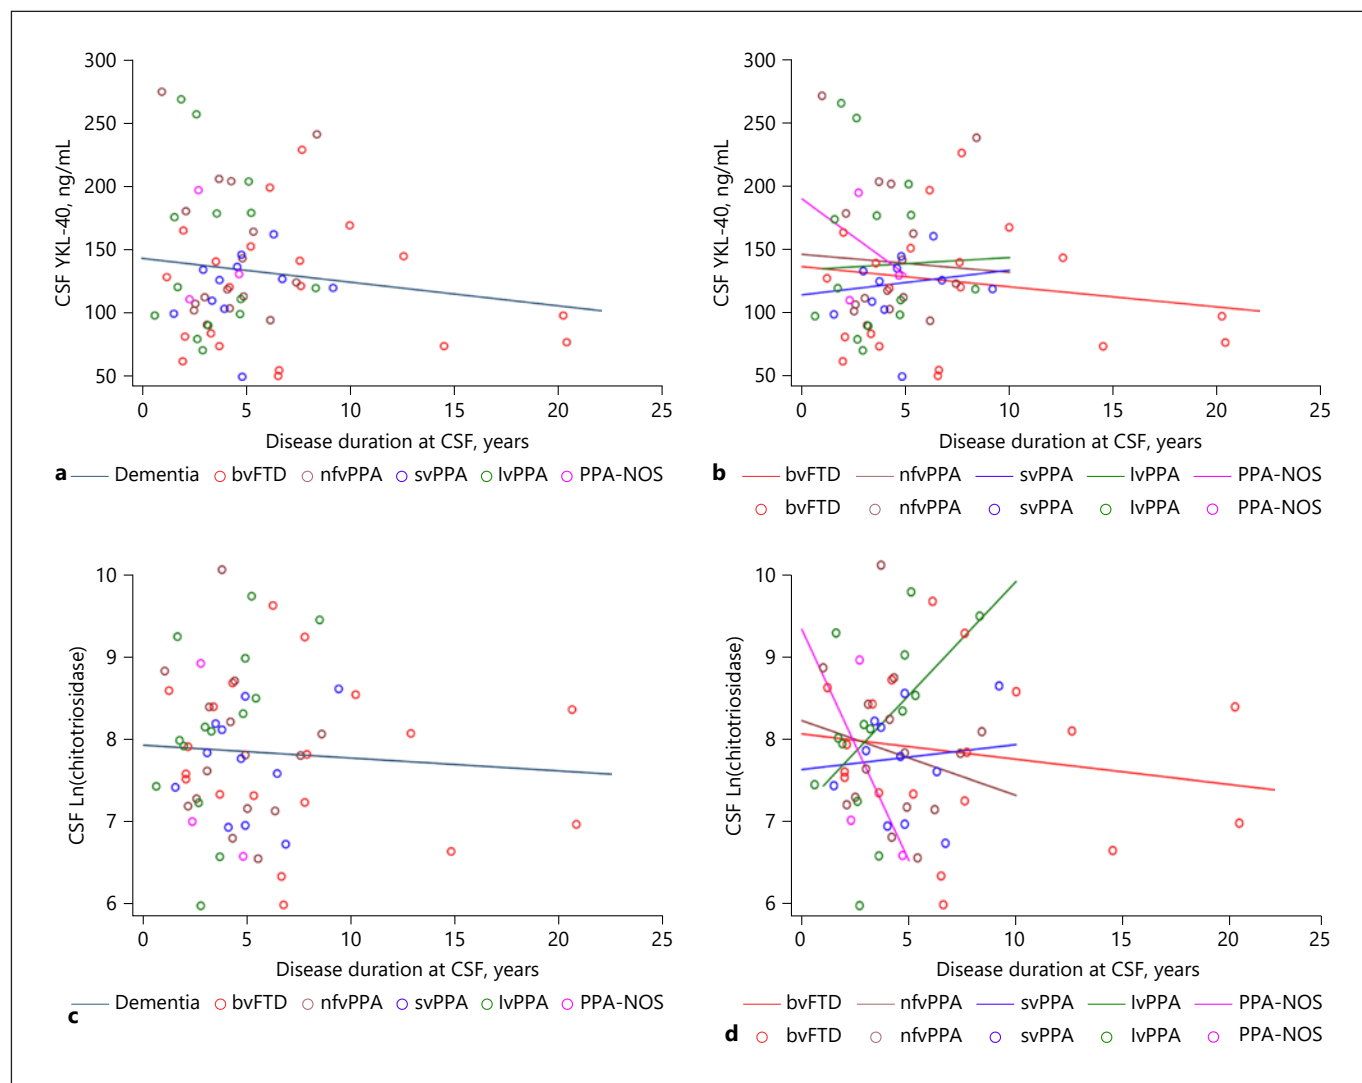 300
250
200
150
100
50
CSF YKL-40, ng/mL
0 5 10 15 20 25
Disease duration at CSF, years
a Dementia bvFTD nfvPPA svPPA lvPPA PPA-NOS
300
250
200
150
100
50
CSF YKL-40, ng/mL
0 5 10 15 20 25
Disease duration at CSF, years
b bvFTD nfvPPA svPPA lvPPA PPA-NOS
bvFTD nfvPPA svPPA lvPPA PPA-NOS
10
9
8
7
6
CSF Ln(chitotriosidase)
0 5 10 15 20 25
Disease duration at CSF, years
c Dementia bvFTD nfvPPA svPPA lvPPA PPA-NOS
10
9
8
7
6
CSF Ln(chitotriosidase)
0 5 10 15 20 25
Disease duration at CSF, years
bvFTD nfvPPA svPPA lvPPA PPA-NOS
d bvFTD nfvPPA svPPA lvPPA PPA-NOS